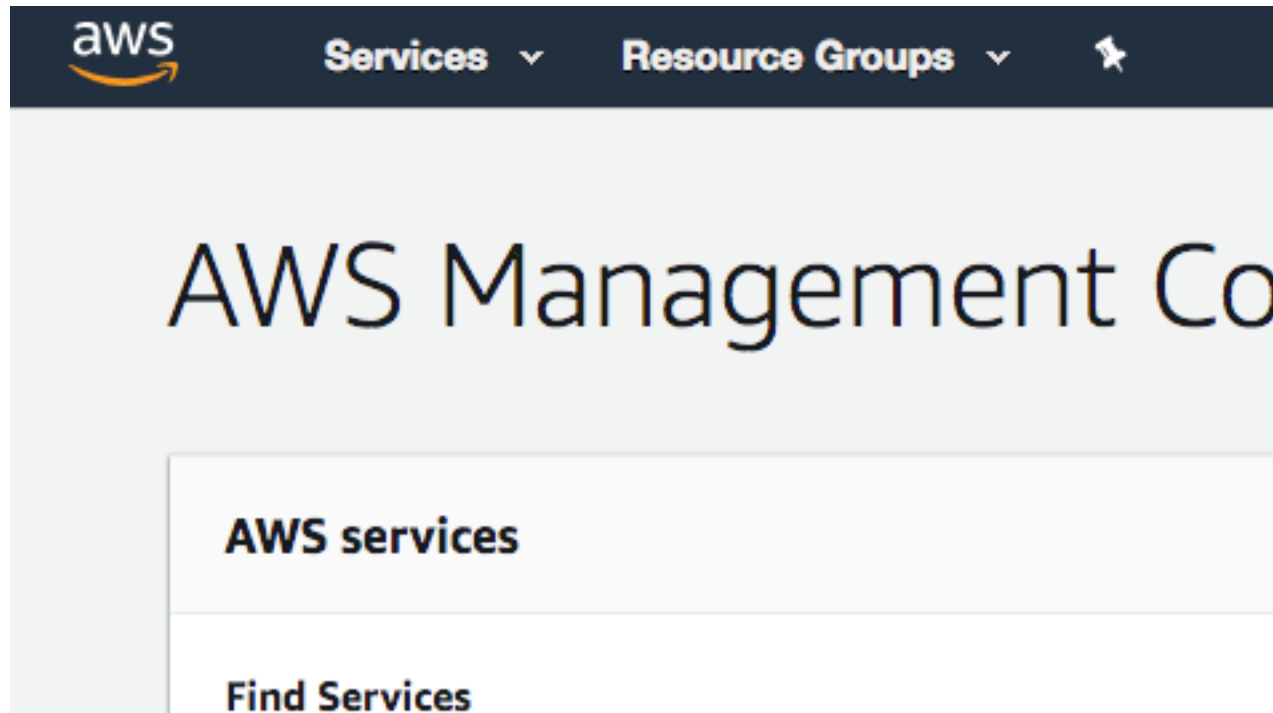 aws Services Resource Groups
AWS Management Co
AWS services
Find Services